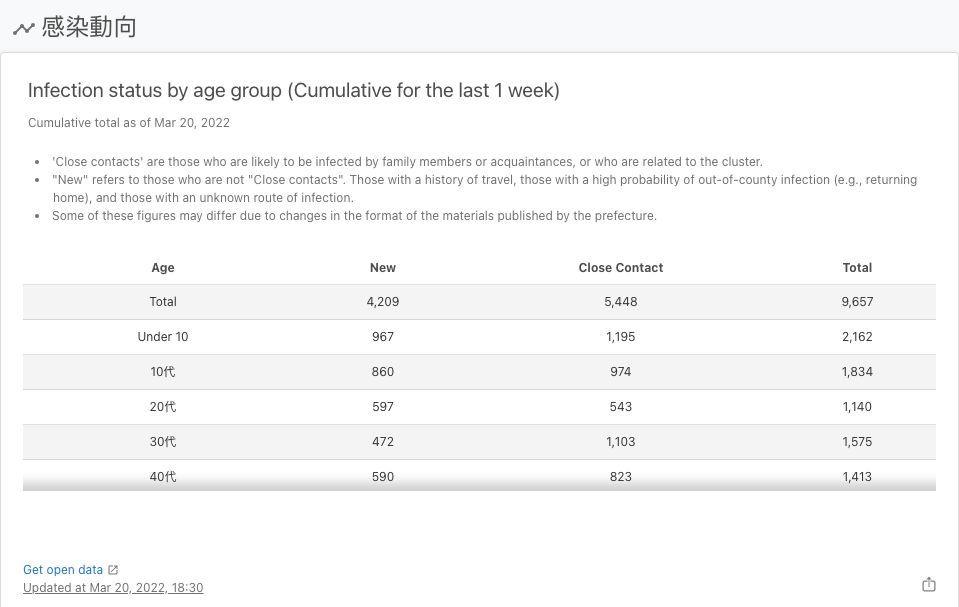 感染動向
Infection status by age group (Cumulative for the last 1 week)
Cumulative total as of Mar 20, 2022
'Close contacts' are those who are likely to be infected by family members or acquaintances, or who are related to the cluster.
"New" refers to those who are not "Close contacts". Those with a history of travel, those with a high probability of out-of-county infection (e.g., returning
home), and those with an unknown route of infection.
Some of these figures may differ due to changes in the format of the materials published by the prefecture.
Age New Close Contact Total
Total 4,209 5,448 9,657
Under 10 967 1,195 2,162
10代 860 974 1,834
20代 597 543 1,140
30代 472 1,103 1,575
40代 590 823 1,413
Get open data
Updated at Mar 20, 2022, 18:30